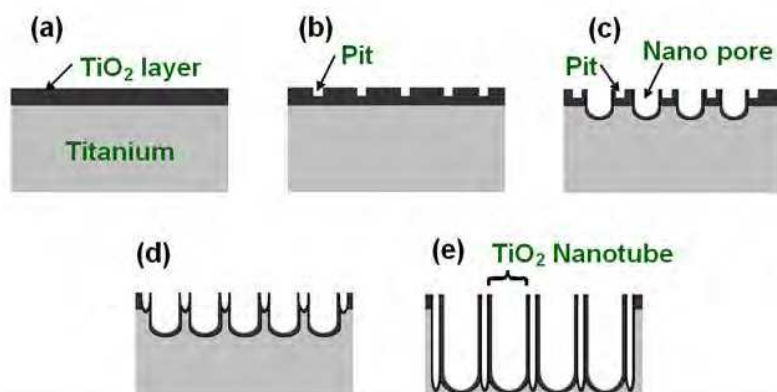 (a)
TiO₂ layer
Titanium
(b)
Pit
(c)
Nano pore
Pit
(d)
(e)
TiO₂ Nanotube